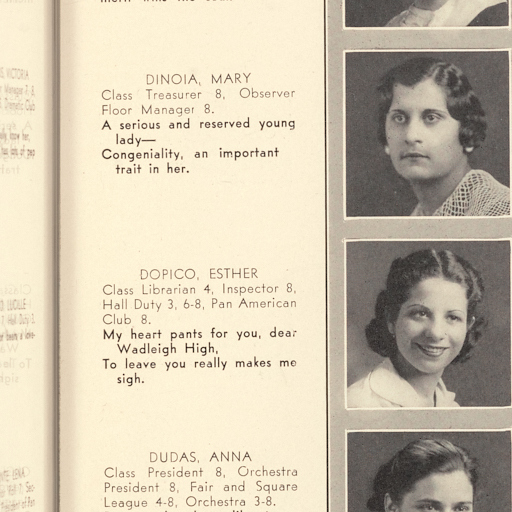 DINOIA, MARY
Class Treasurer 8, Observer
Floor Manager 8.
A serious and reserved young
lady—
Congeniality, an important
trait in her.
DOPICO, ESTHER
Class Librarian 4, Inspector 8,
Hall Duty 3, 6-8, Pan American
Club 8.
My heart pants for you, dear
Wadleigh High,
To leave you really makes me
sigh.
DUDAS, ANNA
Class President 8, Orchestra
President 8, Fair and Square
League 4-8, Orchestra 3-8.